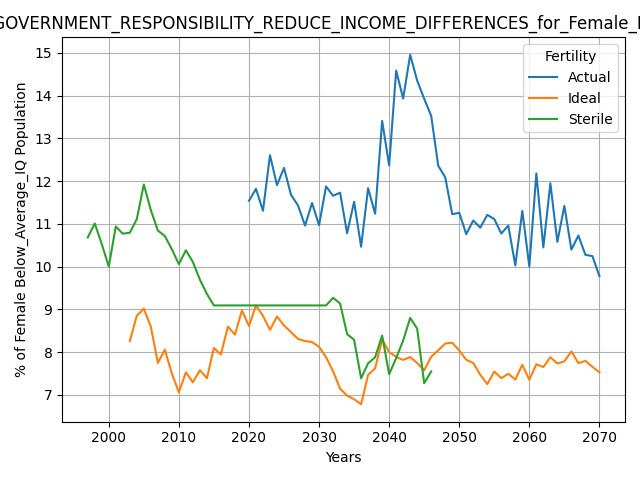 GOVERNMENT_RESPONSIBILITY_REDUCE_INCOME_DIFFERENCES_for_Female_
15
14
13
12
11
10
9
8
7
% of Female Below_Average_IQ Population
Fertility
Actual
Ideal
Sterile
2000
2010
2020
2030
2040
2050
2060
2070
Years